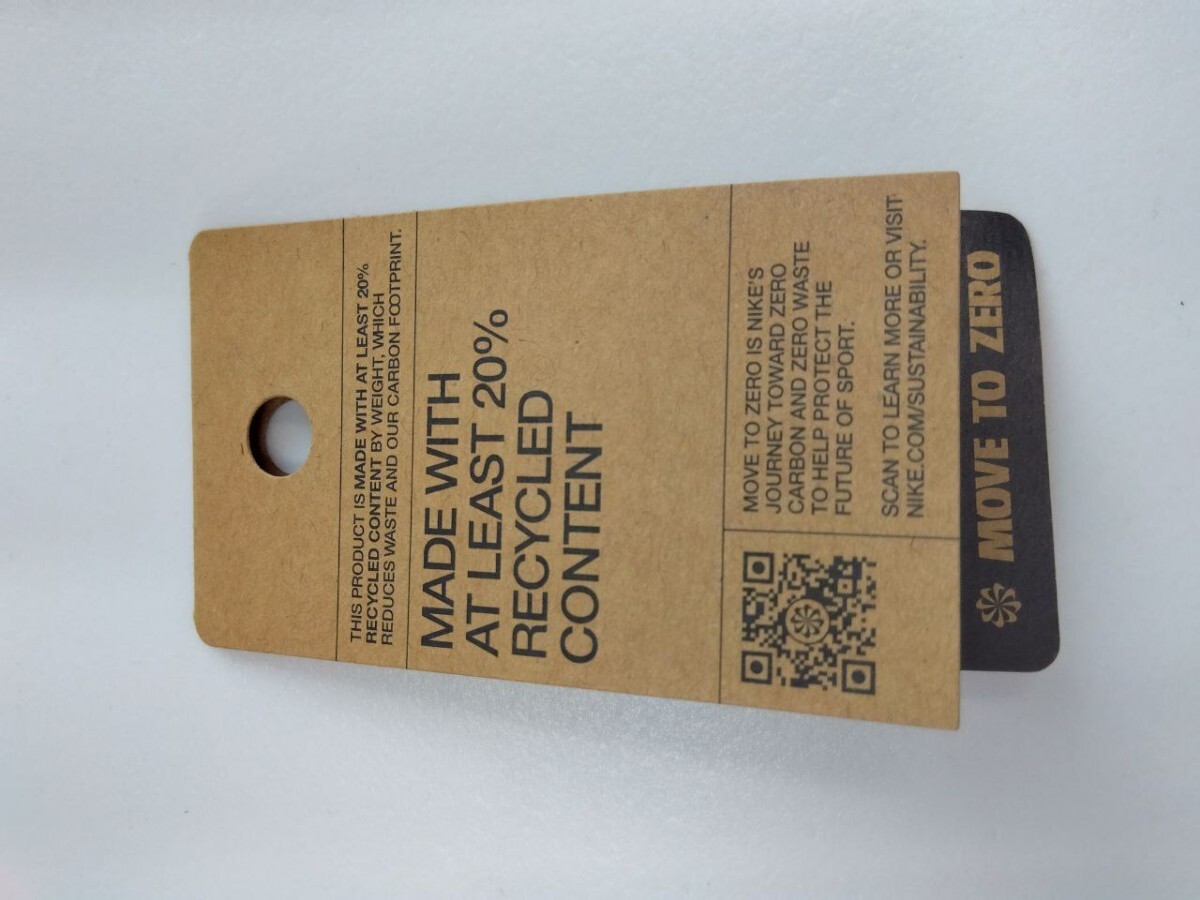 THIS PRODUCT IS MADE WITH AT LEAST 20%
RECYCLED CONTENT BY WEIGHT, WHICH
REDUCES WASTE AND OUR CARBON FOOTPRINT.
MADE WITH
AT LEAST 20%
RECYCLED
CONTENT
MOVE TO ZERO IS NIKE'S
JOURNEY TOWARD ZERO
CARBON AND ZERO WASTE
TO HELP PROTECT THE
FUTURE OF SPORT.
SCAN TO LEARN MORE OR VISIT
NIKE.COM/SUSTAINABILITY.
MOVE TO ZERO